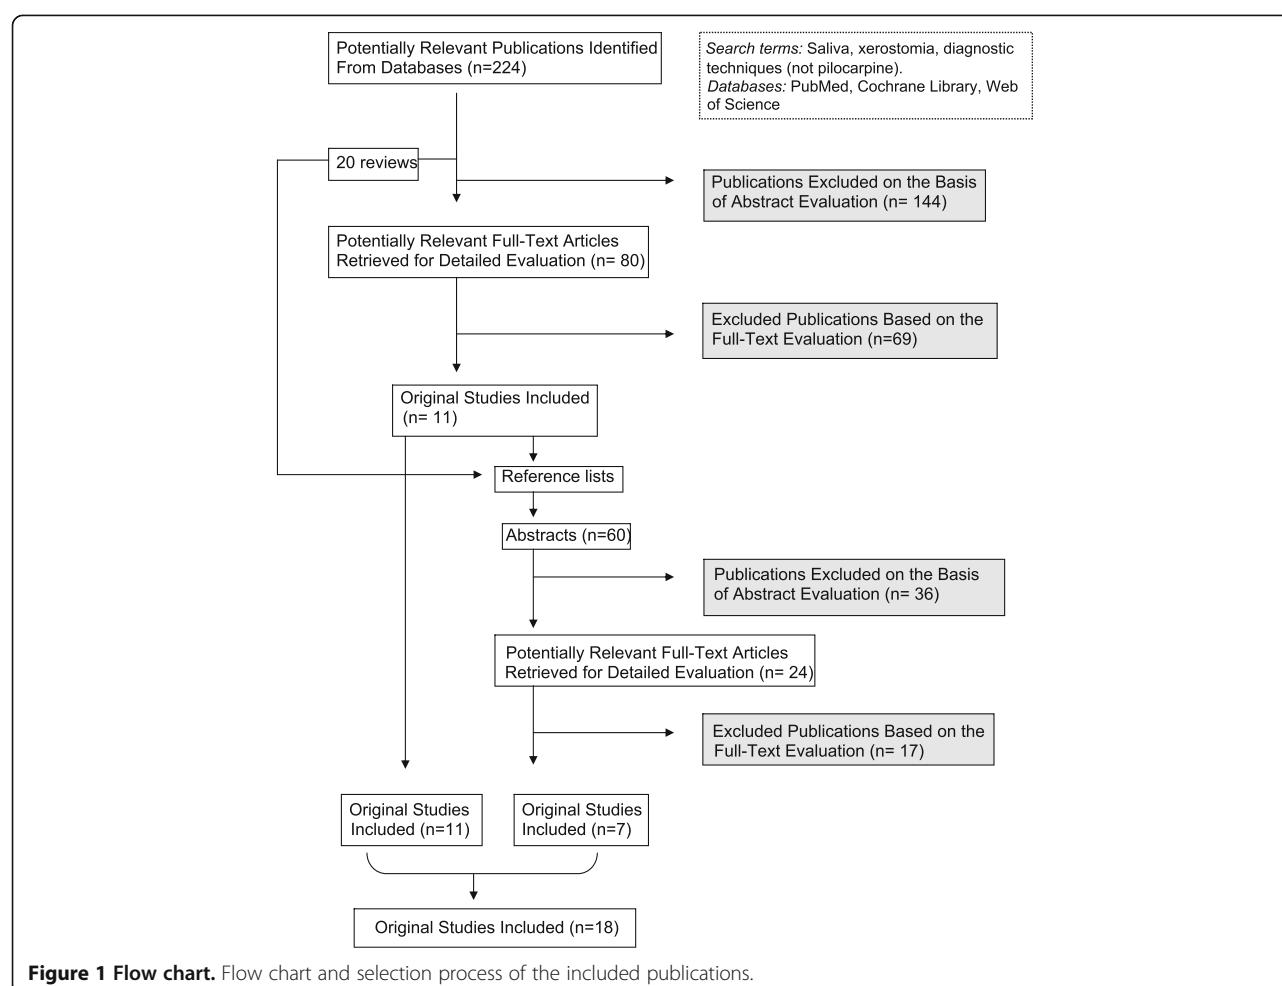 Potentially Relevant Publications Identified
From Databases (n=224)
Search terms: Saliva, xerostomia, diagnostic
techniques (not pilocarpine).
Databases: PubMed, Cochrane Library, Web
of Science
20 reviews
Publications Excluded on the Basis
of Abstract Evaluation (n= 144)
Potentially Relevant Full-Text Articles
Retrieved for Detailed Evaluation (n= 80)
Excluded Publications Based on the
Full-Text Evaluation (n=69)
Original Studies Included
(n= 11)
Reference lists
Abstracts (n=60)
Publications Excluded on the Basis
of Abstract Evaluation (n= 36)
Potentially Relevant Full-Text Articles
Retrieved for Detailed Evaluation (n= 24)
Excluded Publications Based on the
Full-Text Evaluation (n= 17)
Original Studies
Included (n=11)
Original Studies
Included (n=7)
Original Studies Included (n=18)
Figure 1 Flow chart. Flow chart and selection process of the included publications.